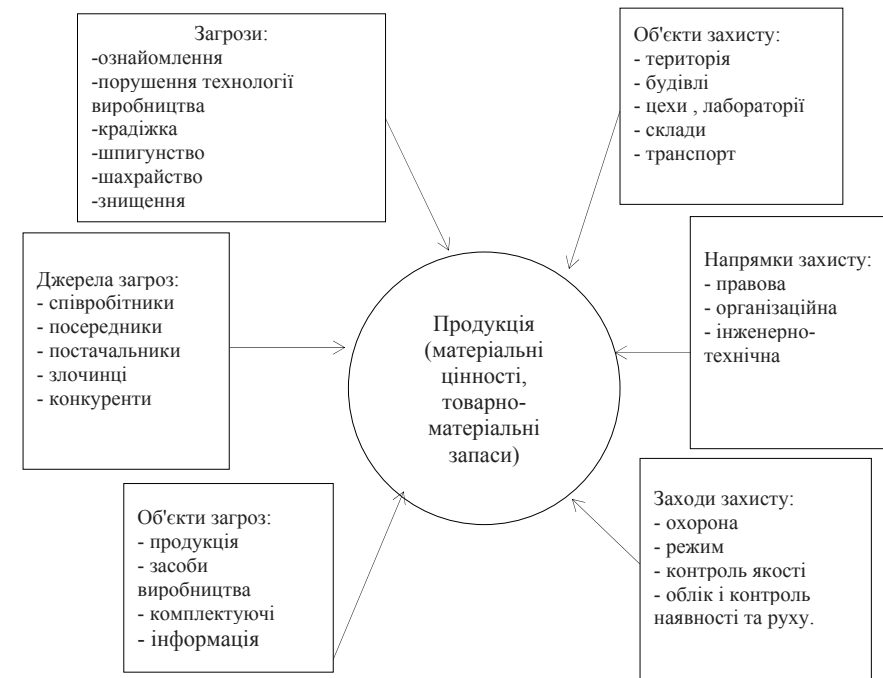 Загрози:
-ознайомлення
-порушення технології
виробництва
-крадіжка
-шпигунство
-шахрайство
-знищення
Об'єкти захисту:
- територія
- будівлі
- цехи , лабораторії
- склади
- транспорт
Джерела загроз:
- співробітники
- посередники
- постачальники
- злочинці
- конкуренти
Продукція
(матеріальні
цінності,
товарно-
матеріальні
запаси)
Напрямки захисту:
- правова
- організаційна
- інженерно-
технічна
Об'єкти загроз:
- продукція
- засоби
виробництва
- комплектуючі
- інформація
Заходи захисту:
- охорона
- режим
- контроль якості
- облік і контроль
наявності та руху.